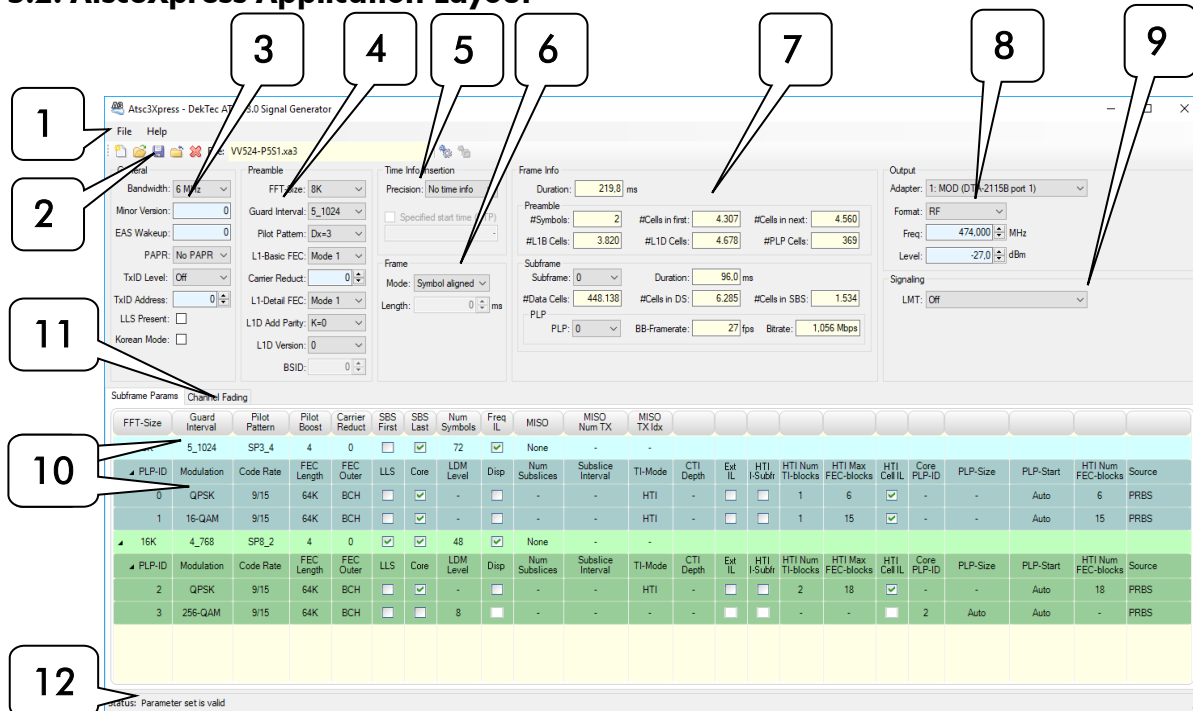 3.2. Atsc3Xpress Application Layout
3 4 5 6 7 8 9
1
2
11
10
12
Atsc3Xpress - DekTec AT 3.0 Signal Generator
File Help
VV524-P5S1.xa3
General
Bandwidth: 6 MHz
Minor Version: 0
EAS Wakeup: 0
PAPR: No PAPR
TxID Level: Off
TxID Address: 0
LLS Present:
Korean Mode:
Preamble
FFT-Size: 8K
Guard Interval: 5_1024
Pilot Pattern: Dx=3
L1-Basic FEC: Mode 1
Carrier Reduct: 0
L1-Detail FEC: Mode 1
L1D Add Parity: K=0
L1D Version: 0
BSID: 0
Time Info Insertion
Precision: No time info
Specified start time TP)
-
Frame
Mode: Symbol aligned
Length: 0 ms
Frame Info
Duration: 219,8 ms
Preamble
#Symbols: 2 #Cells in first: 4.307 #Cells in next: 4.560
#L1B Cells: 3.820 #L1D Cells: 4.678 #PLP Cells: 369
Subframe
Subframe: 0 Duration: 96,0 ms
#Data Cells: 448.138 #Cells in DS: 6.285 #Cells in SBS: 1.534
PLP
PLP: 0 BB-Framerate: 27 fps Bitrate: 1,056 Mbps
Output
Adapter: 1: MOD (DTA-2115B port 1)
Format: RF
Freq: 474,000 MHz
Level: -27,0 dBm
Signaling
LMT: Off
Subframe Params Channel Fading
FFT-Size Guard Interval Pilot Pattern Pilot Boost Carrier Reduct SBS First SBS Last Num Symbols Freq IL MISO MISO Num TX MISO TX Idx
5_1024 SP3_4 4 0 72 None - -
PLP-ID Modulation Code Rate FEC Length FEC Outer LLS Core LDM Level Disp Num Subslices Subslice Interval TI-Mode CTI Depth Ext IL HTI I-Subfr HTI Num TI-blocks HTI Max FEC-blocks HTI Cell IL Core PLP-ID PLP-Size PLP-Start HTI Num FEC-blocks Source
0 QPSK 9/15 64K BCH - - - HTI - 1 6 - - Auto 6 PRBS
1 16-QAM 9/15 64K BCH - - - HTI - 1 15 - - Auto 15 PRBS
16K 4_768 SP8_2 4 0 48 None - -
PLP-ID Modulation Code Rate FEC Length FEC Outer LLS Core LDM Level Disp Num Subslices Subslice Interval TI-Mode CTI Depth Ext IL HTI I-Subfr HTI Num TI-blocks HTI Max FEC-blocks HTI Cell IL Core PLP-ID PLP-Size PLP-Start HTI Num FEC-blocks Source
2 QPSK 9/15 64K BCH - - - HTI - 2 18 - - Auto 18 PRBS
3 256-QAM 9/15 64K BCH 8 - - - - - - 2 Auto Auto - PRBS
Status: Parameter set is valid